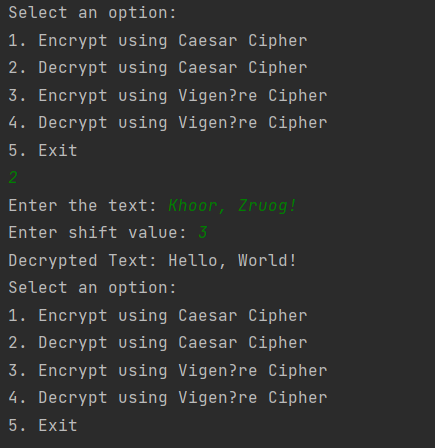 Select an option:
1. Encrypt using Caesar Cipher
2. Decrypt using Caesar Cipher
3. Encrypt using Vigen?re Cipher
4. Decrypt using Vigen?re Cipher
5. Exit
2
Enter the text: Khoor, Zruog!
Enter shift value: 3
Decrypted Text: Hello, World!
Select an option:
1. Encrypt using Caesar Cipher
2. Decrypt using Caesar Cipher
3. Encrypt using Vigen?re Cipher
4. Decrypt using Vigen?re Cipher
5. Exit